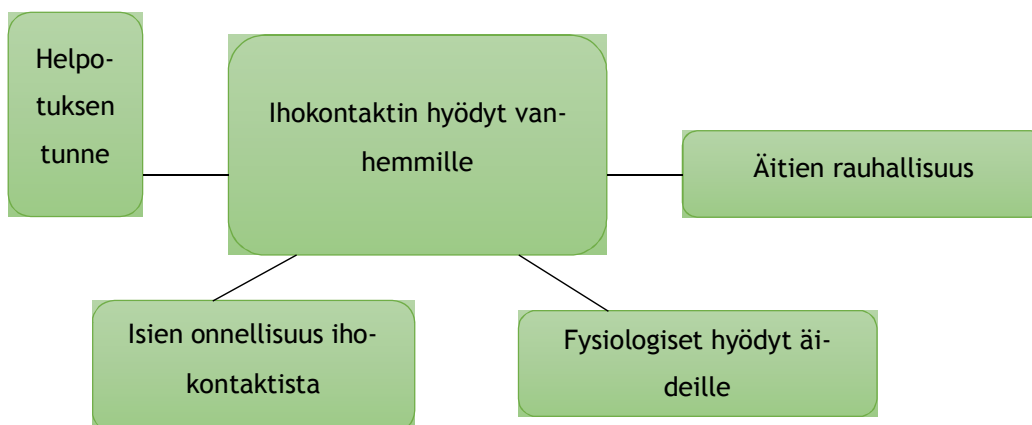 Helpo-
tuksen
tunne
Ihokontaktin hyödyt van-
hemmille
Äitien rauhallisuus
Isien onnellisuus iho-
kontaktista
Fysiologiset hyödyt äi-
deille